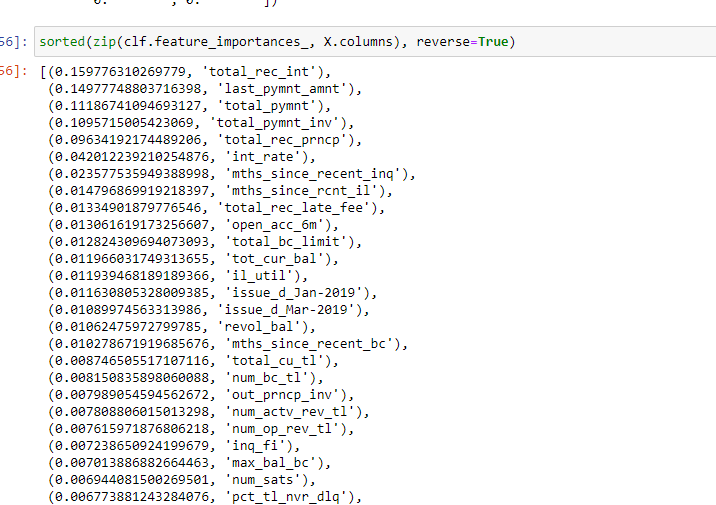 56]: sorted(zip(clf.feature_importances_, X.columns), reverse=True)
56]: [(0.159776310269779, 'total_rec_int'),
(0.14977748803716398, 'last_pymnt_amnt'),
(0.11186741094693127, 'total_pymnt'),
(0.1095715005423069, 'total_pymnt_inv'),
(0.09634192174489206, 'total_rec_prncp'),
(0.042012239210254876, 'int_rate'),
(0.023577535949388998, 'mths_since_recent_inq'),
(0.014796869919218397, 'mths_since_rcnt_il'),
(0.01334901879776546, 'total_rec_late_fee'),
(0.013061619173256607, 'open_acc_6m'),
(0.012824309694073093, 'total_bc_limit'),
(0.011966031749313655, 'tot_cur_bal'),
(0.011939468189189366, 'il_util'),
(0.011630805328009385, 'issue_d_Jan-2019'),
(0.01089974563313986, 'issue_d_Mar-2019'),
(0.01062475972799785, 'revol_bal'),
(0.010278671919685676, 'mths_since_recent_bc'),
(0.008746505517107116, 'total_cu_tl'),
(0.008150835898060088, 'num_bc_tl'),
(0.007989054594562672, 'out_prncp_inv'),
(0.007808806015013298, 'num_actv_rev_tl'),
(0.007615971876806218, 'num_op_rev_tl'),
(0.007238650924199679, 'inq_fi'),
(0.007013886882664463, 'max_bal_bc'),
(0.006944081500269501, 'num_sats'),
(0.006773881243284076, 'pct_tl_nvr_dlq'),